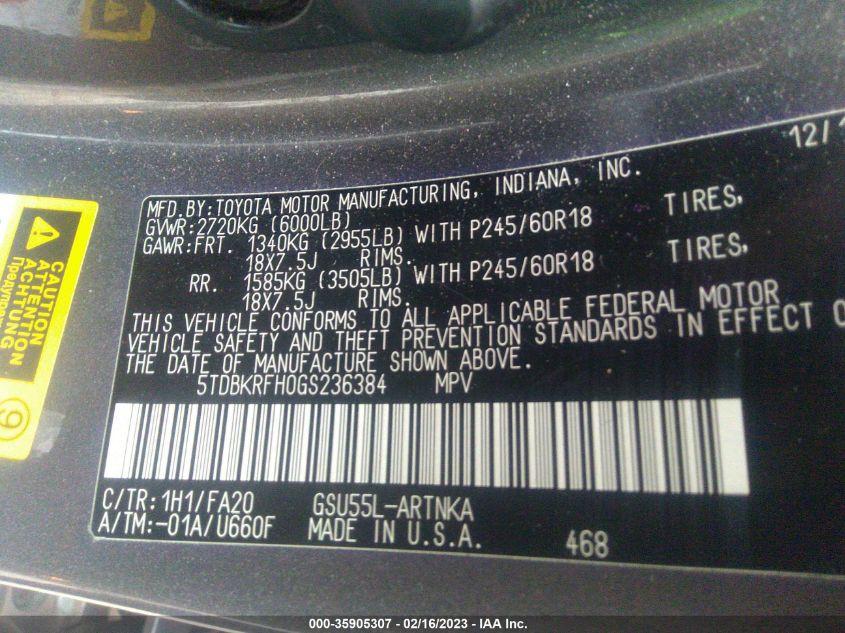 12/1
MFD.BY:TOYOTA MOTOR MANUFACTURING, INDIANA, INC.
GVWR:2720KG (6000LB)
GAWR:FRT. 1340KG (2955LB) WITH P245/60R18 TIRES,
18X7.5J RIMS.
RR. 1585KG (3505LB) WITH P245/60R18 TIRES,
18X7.5J RIMS.
THIS VEHICLE CONFORMS TO ALL APPLICABLE FEDERAL MOTOR
VEHICLE SAFETY AND THEFT PREVENTION STANDARDS IN EFFECT O
THE DATE OF MANUFACTURE SHOWN ABOVE.
5TDBKRFH0GS236384 MPV
C/TR:1H1/FA20 GSU55L-ARTNKA
A/TM:-01A/U660F MADE IN U.S.A. 468
CAUTION
ATTENTION
ACHTUNG
9
000-35905307 - 02/16/2023 - IAA Inc.